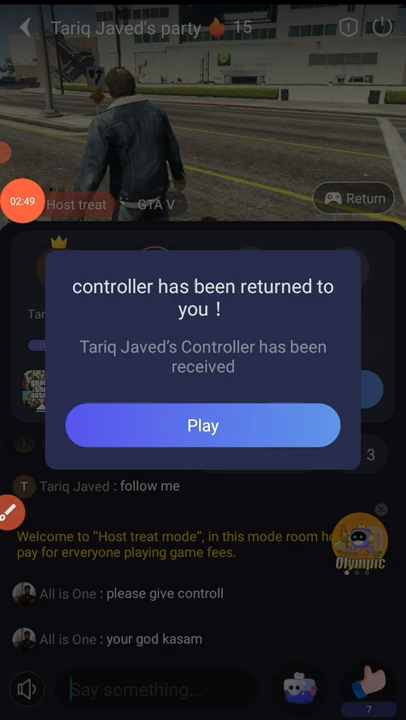 Tariq Javed's party 15
02:49
Host treat
GTA V
Return
controller has been returned to
you！
Tariq Javed's Controller has been
received
Play
3
T
Tariq Javed : follow me
Welcome to "Host treat mode", in this mode room ho
pay for erveryone playing game fees.
Olympic
All is One : please give controll
All is One : your god kasam
Say something...
7